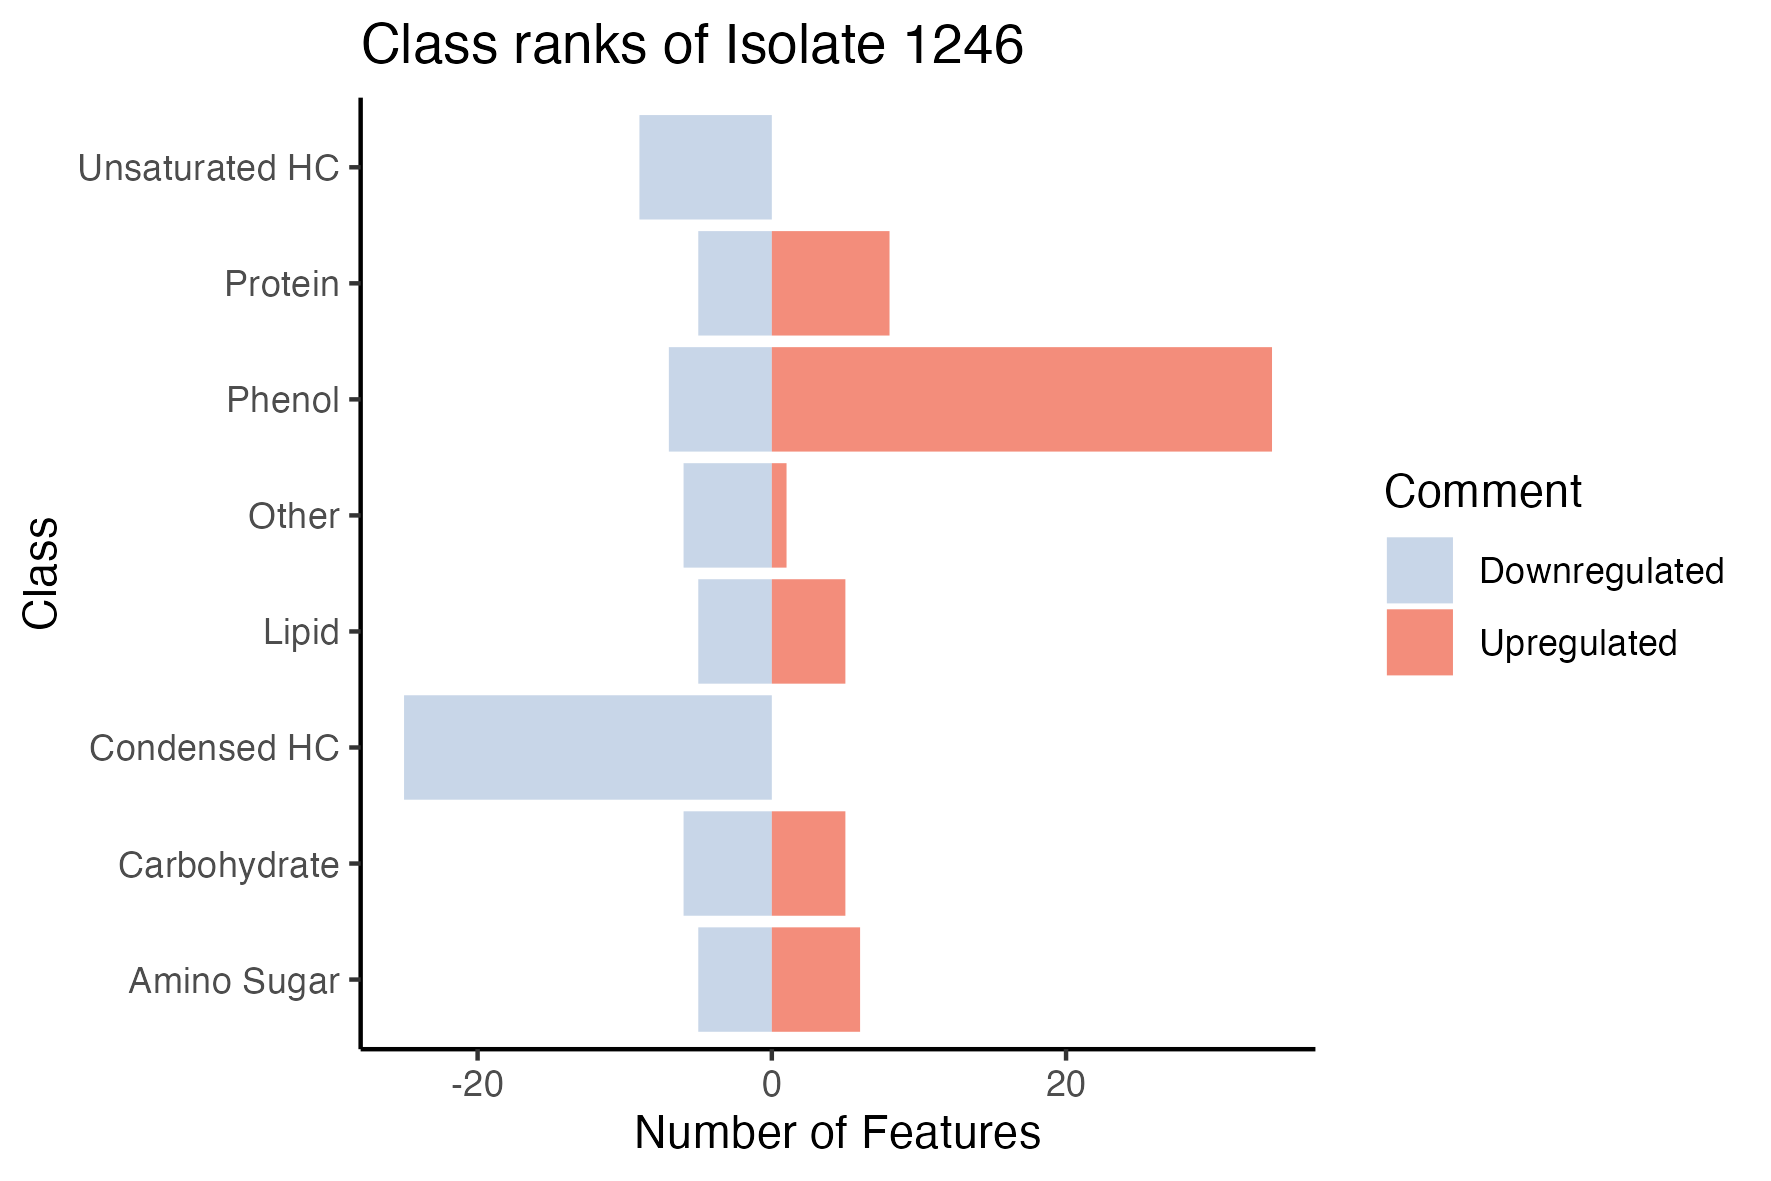 Class ranks of Isolate 1246
Class
Unsaturated HC
Protein
Phenol
Other
Lipid
Condensed HC
Carbohydrate
Amino Sugar
-20 0 20
Number of Features
Comment
Downregulated
Upregulated